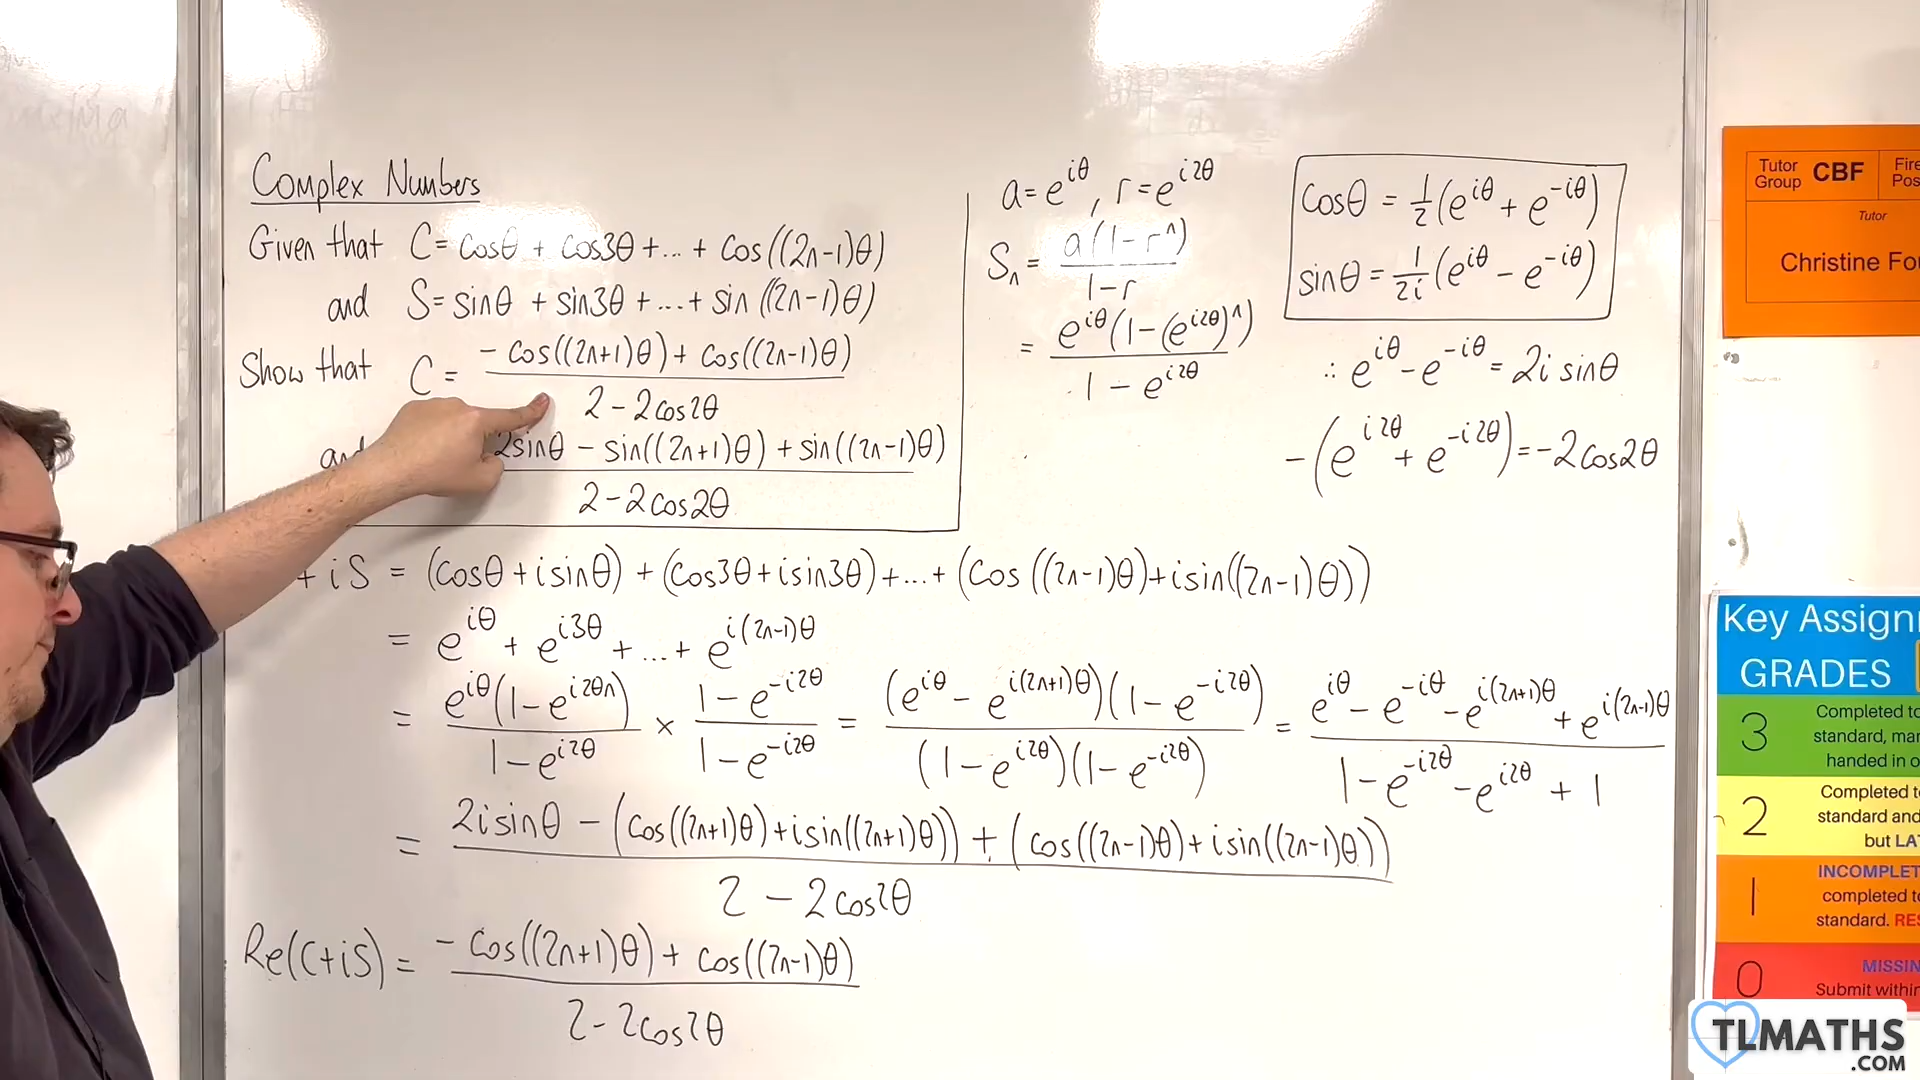 Complex Numbers
Given that C = cosθ + cos3θ + ... + cos((2n-1)θ)
and S = sinθ + sin3θ + ... + sin((2n-1)θ)
Show that C = (-cos((2n+1)θ) + cos((2n-1)θ)) / (2 - 2cos2θ)
and 2sinθ - sin((2n+1)θ) + sin((2n-1)θ) / (2 - 2cos2θ)
a = e^{iθ}, r = e^{i2θ}
Sₙ = a(1-rⁿ) / (1-r)
= e^{iθ}(1-(e^{i2θ})ⁿ) / (1 - e^{i2θ})
cosθ = ½(e^{iθ} + e^{-iθ})
sinθ = 1/2i (e^{iθ} - e^{-iθ})
∴ e^{iθ} - e^{-iθ} = 2i sinθ
-(e^{i2θ} + e^{-i2θ}) = -2cos2θ
+ iS = (cosθ + isinθ) + (cos3θ + isin3θ) + ... + (cos((2n-1)θ) + isin((2n-1)θ))
= e^{iθ} + e^{i3θ} + ... + e^{i(2n-1)θ}
= e^{iθ}(1-e^{i2θn}) / (1-e^{i2θ}) × (1-e^{-i2θ}) / (1-e^{-i2θ}) = (e^{iθ} - e^{i(2n+1)θ})(1-e^{-i2θ}) / (1-e^{i2θ})(1-e^{-i2θ}) = (e^{iθ} - e^{-iθ} - e^{i(2n+1)θ} + e^{i(2n-1)θ}) / (1 - e^{-i2θ} - e^{i2θ} + 1)
= (2isinθ - (cos((2n+1)θ) + isin((2n+1)θ)) + (cos((2n-1)θ) + isin((2n-1)θ))) / (2 - 2cos2θ)
Re(C+iS) = (-cos((2n+1)θ) + cos((2n-1)θ)) / (2 - 2cos2θ)
Tutor Group CBF
Fire
Tutor
Christine
Key
GRADES
3 Completed to
standard,
handed in
2 Completed
standard and
but
1
completed to
standard.
0
Submit
TLMATHS
.COM